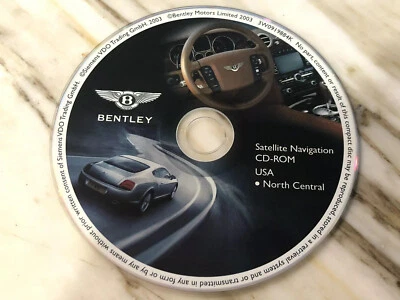 ©Siemens VDO Trading GmbH. 2003 ©Bentley Motors Limited 2003 3W0919884K No part, content or result of this compact disc may be reproduced, stored in a retrieval system and or transmitted in any form or by any means without prior written consent of Siemens VDO Trading GmbH.
B
BENTLEY
Satellite Navigation
CD-ROM
USA
• North Central